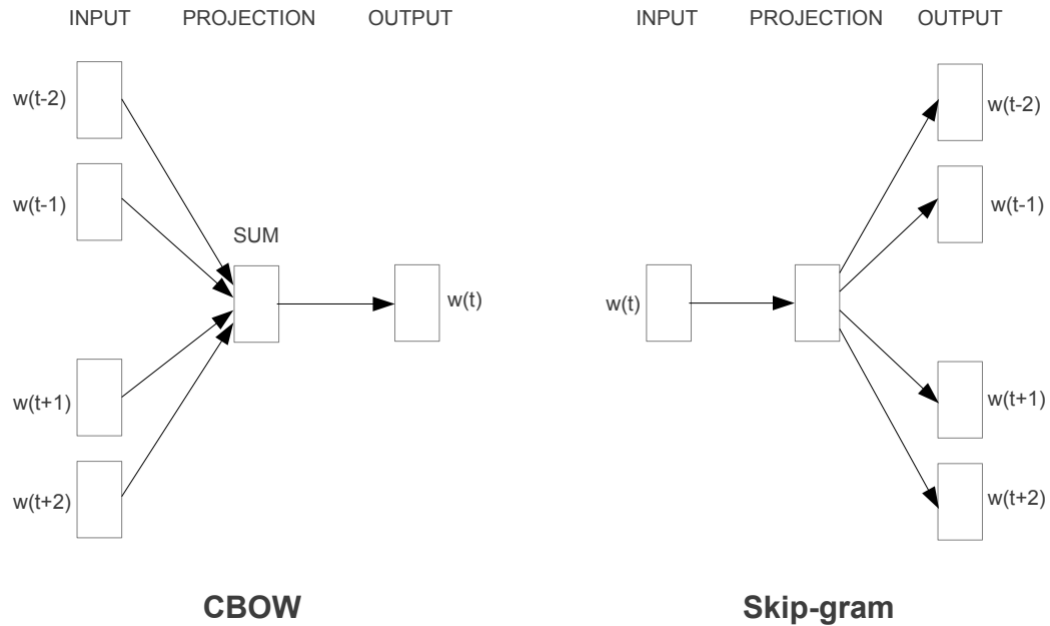 INPUT PROJECTION OUTPUT
w(t-2)
w(t-1)
SUM
w(t)
w(t+1)
w(t+2)
CBOW
INPUT PROJECTION OUTPUT
w(t-2)
w(t-1)
w(t)
w(t+1)
w(t+2)
Skip-gram